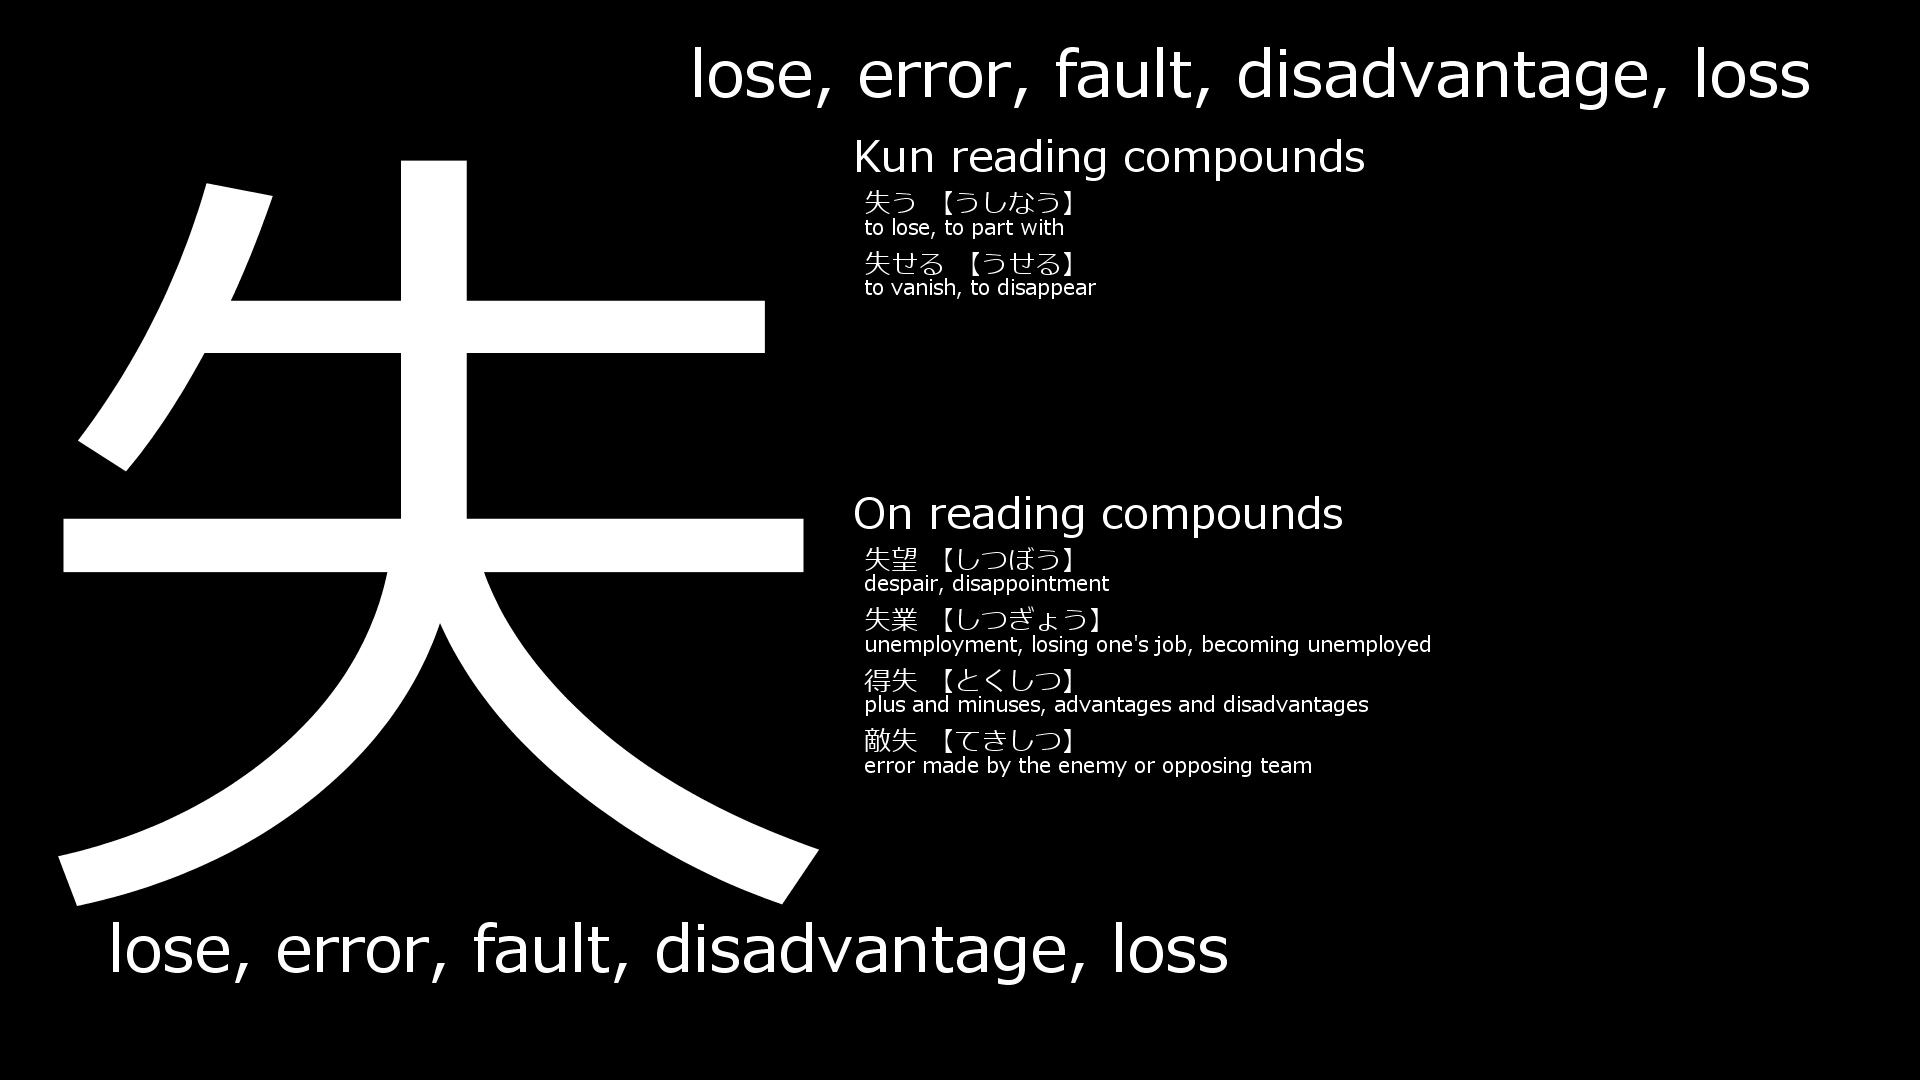 lose, error, fault, disadvantage, loss
失
Kun reading compounds
失う 【うしなう】
to lose, to part with
失せる 【うせる】
to vanish, to disappear
On reading compounds
失望 【しつぼう】
despair, disappointment
失業 【しつぎょう】
unemployment, losing one's job, becoming unemployed
得失 【とくしつ】
plus and minuses, advantages and disadvantages
敵失 【てきしつ】
error made by the enemy or opposing team
lose, error, fault, disadvantage, loss